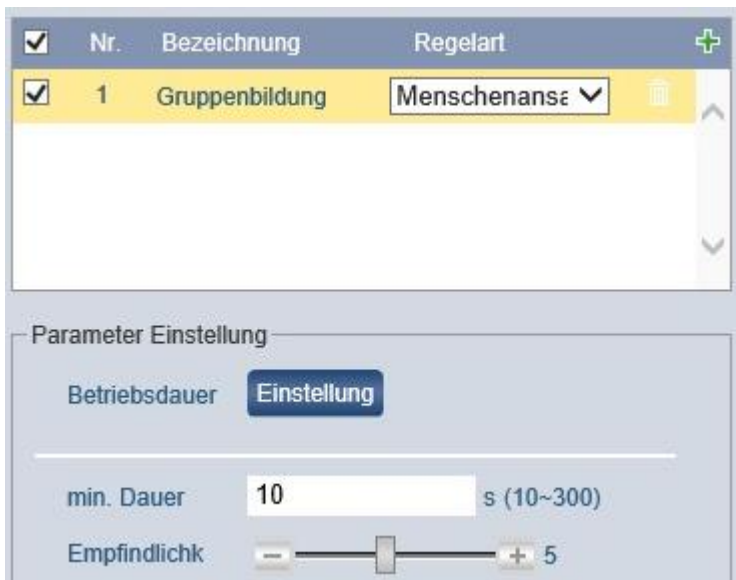 Nr. Bezeichnung Regelart
1 Gruppenbildung Menschenansa
Parameter Einstellung
Betriebsdauer Einstellung
min. Dauer 10 s (10~300)
Empfindlichk 5